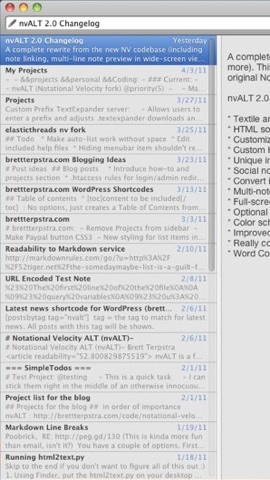 nvALT 2.0 Changelog
nvALT 2.0 Changelog Yesterday
A complete rewrite from the new NV codebase (including
note linking, multi-line note preview in wide-screen vie...
My Projects 4/3/11
- ~ &&projects &&personal &&Coding: ~ ### Current: ~
- nvALT (Notational Velocity fork) @priority(5) ~ - Ma...
Projects 3/27/11
Custom Prefix TextExpander server: ~ - Allows users to
enter a prefix and adjusts .textexpander downloads an...
elasticthreads nv fork 3/25/11
## Todo ~ * Make auto-list work without space ~ * Edit
included help files ~ * Hiding menubar item shouldn't re...
brettterpstra.com Blogging Ideas 3/23/11
# Post ideas ## Blog posts ~ * Introduce how-to and
projects section ~ * .htaccess rules for login/admin redir...
brettterpstra.com WordPress Shortcodes 3/13/11
## Table of contents ~ * [toc]content to be included[/
toc] ~ | No options, just creates a Table of Contents from...
brettterpstra.com 3/3/11
# brettterpstra.com: ~ - Remove Projects from sidebar ~
Make Paypal button CSS3 ~ - New styling for list items in...
Readability to Markdown service 2/10/11
http://markdownrules.com/go/?u=http%3A%2F
%2F52tiger.net%2Fthe-somedaymaybe-list-is-a-guilt-f...
URL Encoded Test Note 2/8/11
%23%20The%20first%20line%20of%20the%20file%0A%0A
%09%23%20query%20variables%0A%09%23%20u%3A%20...
Latest news shortcode for WordPress (brett... 2/6/11
[postsbytag tag="nvalt"] ~ tag = the tag to match for latest
news. All posts with this tag will be shown.
# Notational Velocity (ALT nvALT)~ 2/6/11
# Notational Velocity (ALT nvALT)~ Brett Terpstra
<article readability="52.800829875519"> nvALT is a f...
=== SimpleTodos === 2/1/11
# Test Project: @testing ~ - This is a quick task ~ - I can
stick them right in the middle of an otherwise innocuou...
Project list for the blog 2/1/11
## Projects for the blog ## ~ in order of importance
nvALT : http://brettterpstra.com/code/notational-velo...
Markdown Line Breaks 1/19/11
Poobrick, ~ RE: http://peg.gd/130 (This is kinda more fun
than email, isn't it?) ~ You have a couple of options. First...
Running html2text.py 1/18/11
Skip to the end if you don't want to figure all of this out :)
1. Using Finder, put the html2text.py on your desktop ...
A complete
more). This
original No
nvALT 2.0
* Textile an
* HTML so
* Customiz
* Custom H
* Unique i
* Social no
* Convert i
* Multi-not
* Full-scre
* Optional
* Color sch
* Improved
* Really co
* Word Co